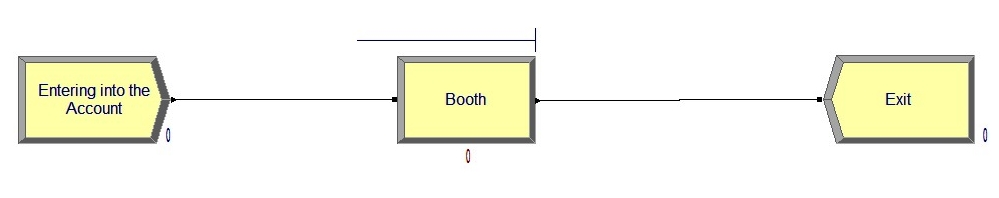 Entering into the
Account
0
Booth
0
Exit
0